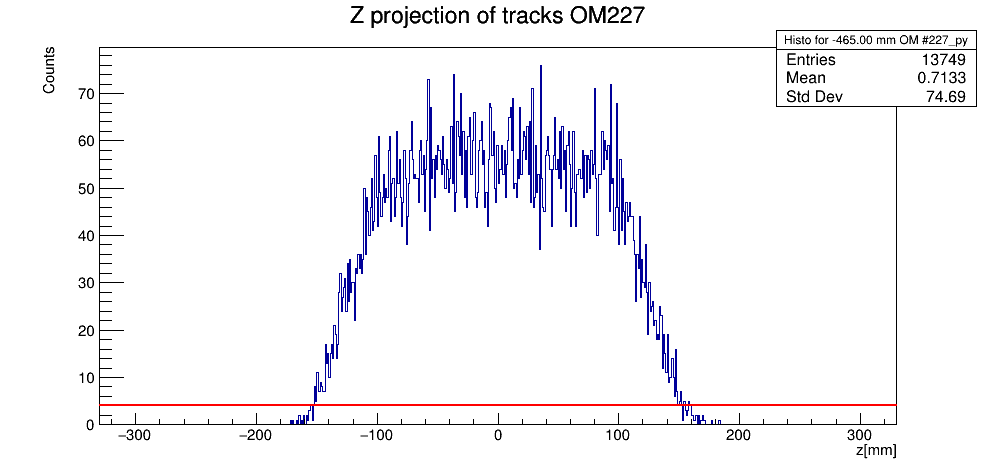 Z projection of tracks OM227
Histo for -465.00 mm OM #227_py
Entries 13749
Mean 0.7133
Std Dev 74.69
Counts
70
60
50
40
30
20
10
0
−300 −200 −100 0 100 200 300
z[mm]